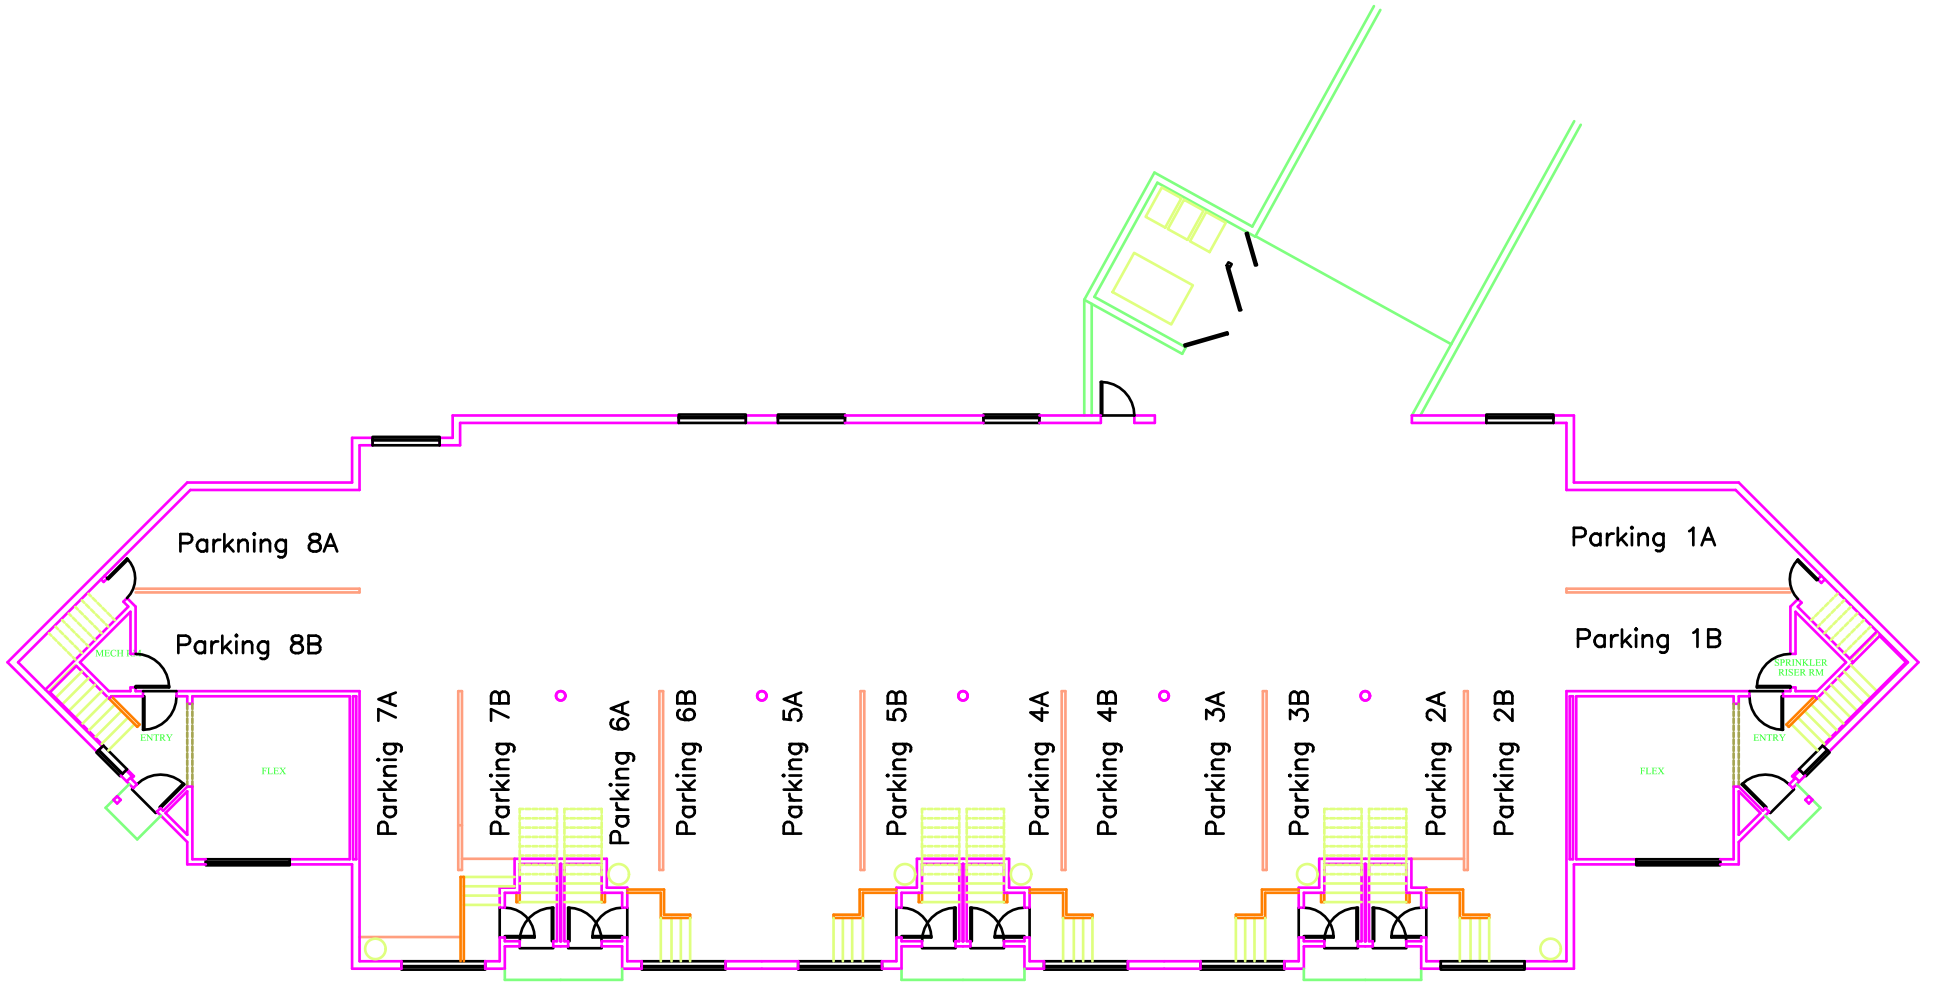 Parkning 8A
Parking 1A
Parking 8B
Parking 1B
MECH
SPRINKLER
RISER RM
Parknig 7A
Parking 7B
Parking 6A
Parking 6B
Parking 5A
Parking 5B
Parking 4A
Parking 4B
Parking 3A
Parking 3B
Parking 2A
Parking 2B
ENTRY
ENTRY
FLEX
FLEX